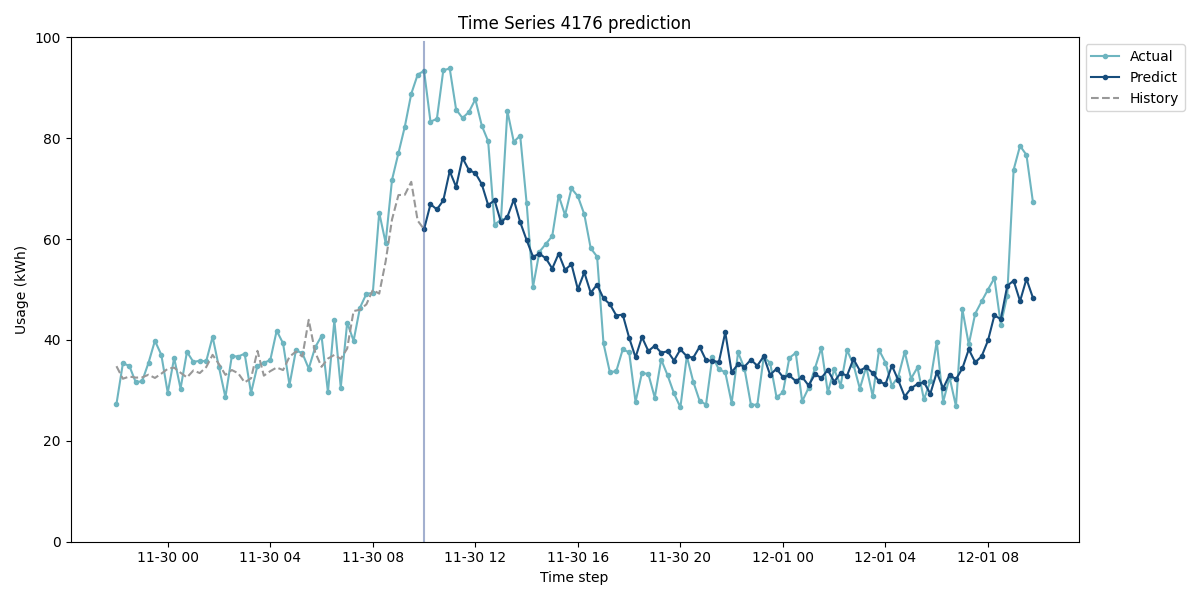 Time Series 4176 prediction
Actual
Predict
History
Usage (kWh)
100
80
60
40
20
0
11-30 00
11-30 04
11-30 08
11-30 12
11-30 16
11-30 20
12-01 00
12-01 04
12-01 08
Time step